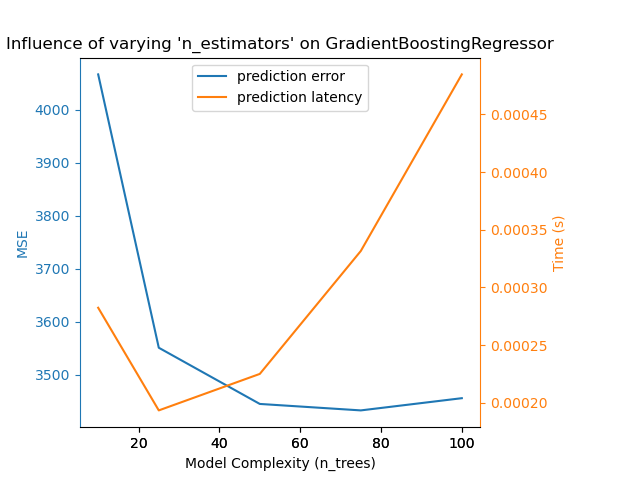 Influence of varying 'n_estimators' on GradientBoostingRegressor
prediction error
prediction latency
MSE
4000
3900
3800
3700
3600
3500
0.00045
0.00040
0.00035
0.00030
0.00025
0.00020
Time (s)
20 40 60 80 100
Model Complexity (n_trees)